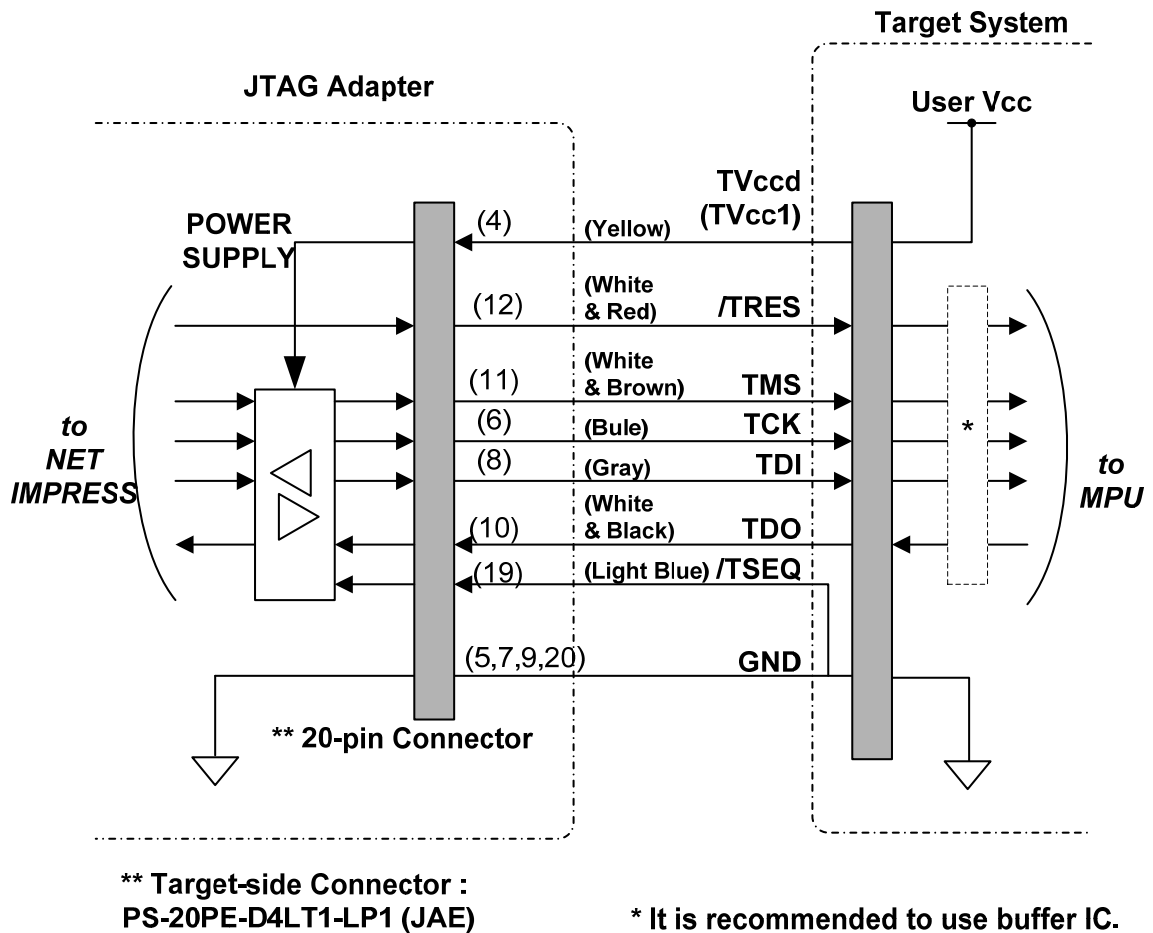 Target System
JTAG Adapter
User Vcc
TVccd
(TVcc1)
POWER
SUPPLY
(4)
(Yellow)
(White
& Red)
(12)
/TRES
(White
& Brown)
(11)
TMS
(6)
(Bule)
TCK
(8)
(Gray)
TDI
(White
& Black)
(10)
TDO
(19)
(Light Blue)
/TSEQ
(5,7,9,20)
GND
to
NET
IMPRESS
*
to
MPU
** 20-pin Connector
** Target-side Connector :
PS-20PE-D4LT1-LP1 (JAE)
* It is recommended to use buffer IC.